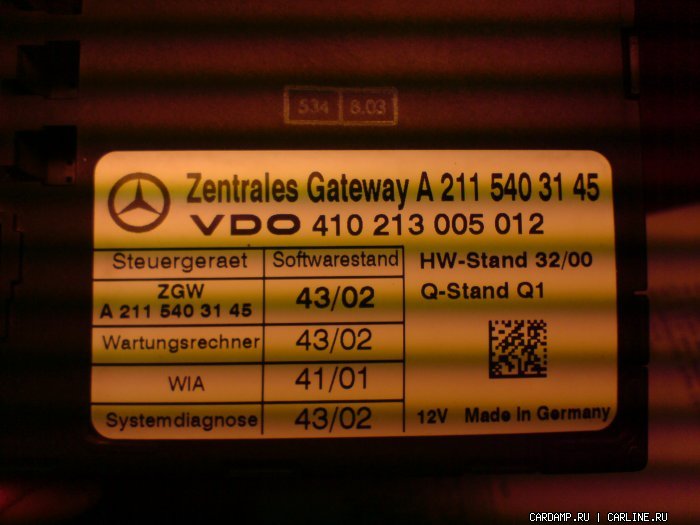 534 8.03
Zentrales Gateway A 211 540 31 45
VDO 410 213 005 012
Steuergeraet Softwarestand
HW-Stand 32/00
ZGW
A 211 540 31 45
43/02
Q-Stand Q1
Wartungsrechner 43/02
WIA 41/01
Systemdiagnose 43/02
12V Made In Germany
CARDAMP.RU | CARLINE.RU